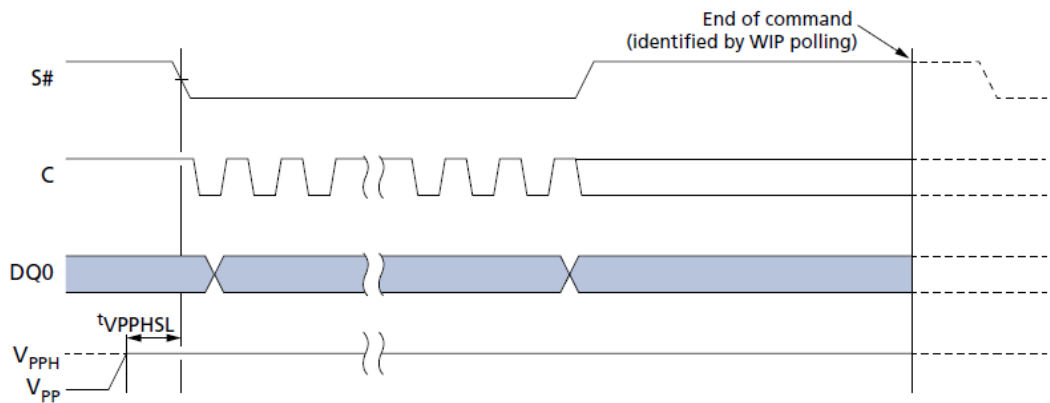 End of command
(identified by WIP polling)
S#
C
DQ0
tVPPHSL
VPPH
VPP